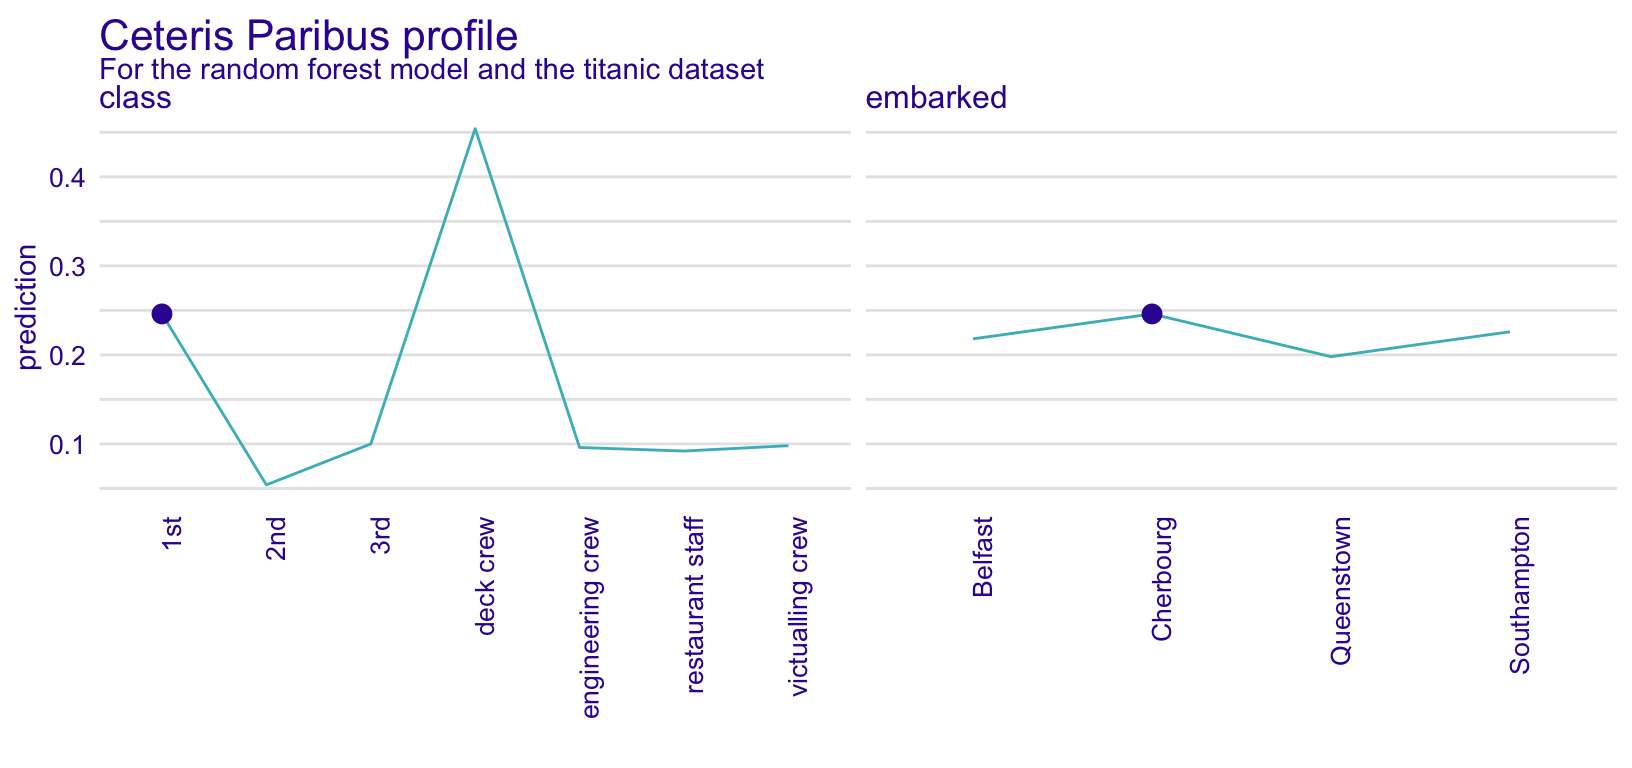 Ceteris Paribus profile
For the random forest model and the titanic dataset
class
embarked
prediction
0.4
0.3
0.2
0.1
1st
2nd
3rd
deck crew
engineering crew
restaurant staff
victualling crew
Belfast
Cherbourg
Queenstown
Southampton